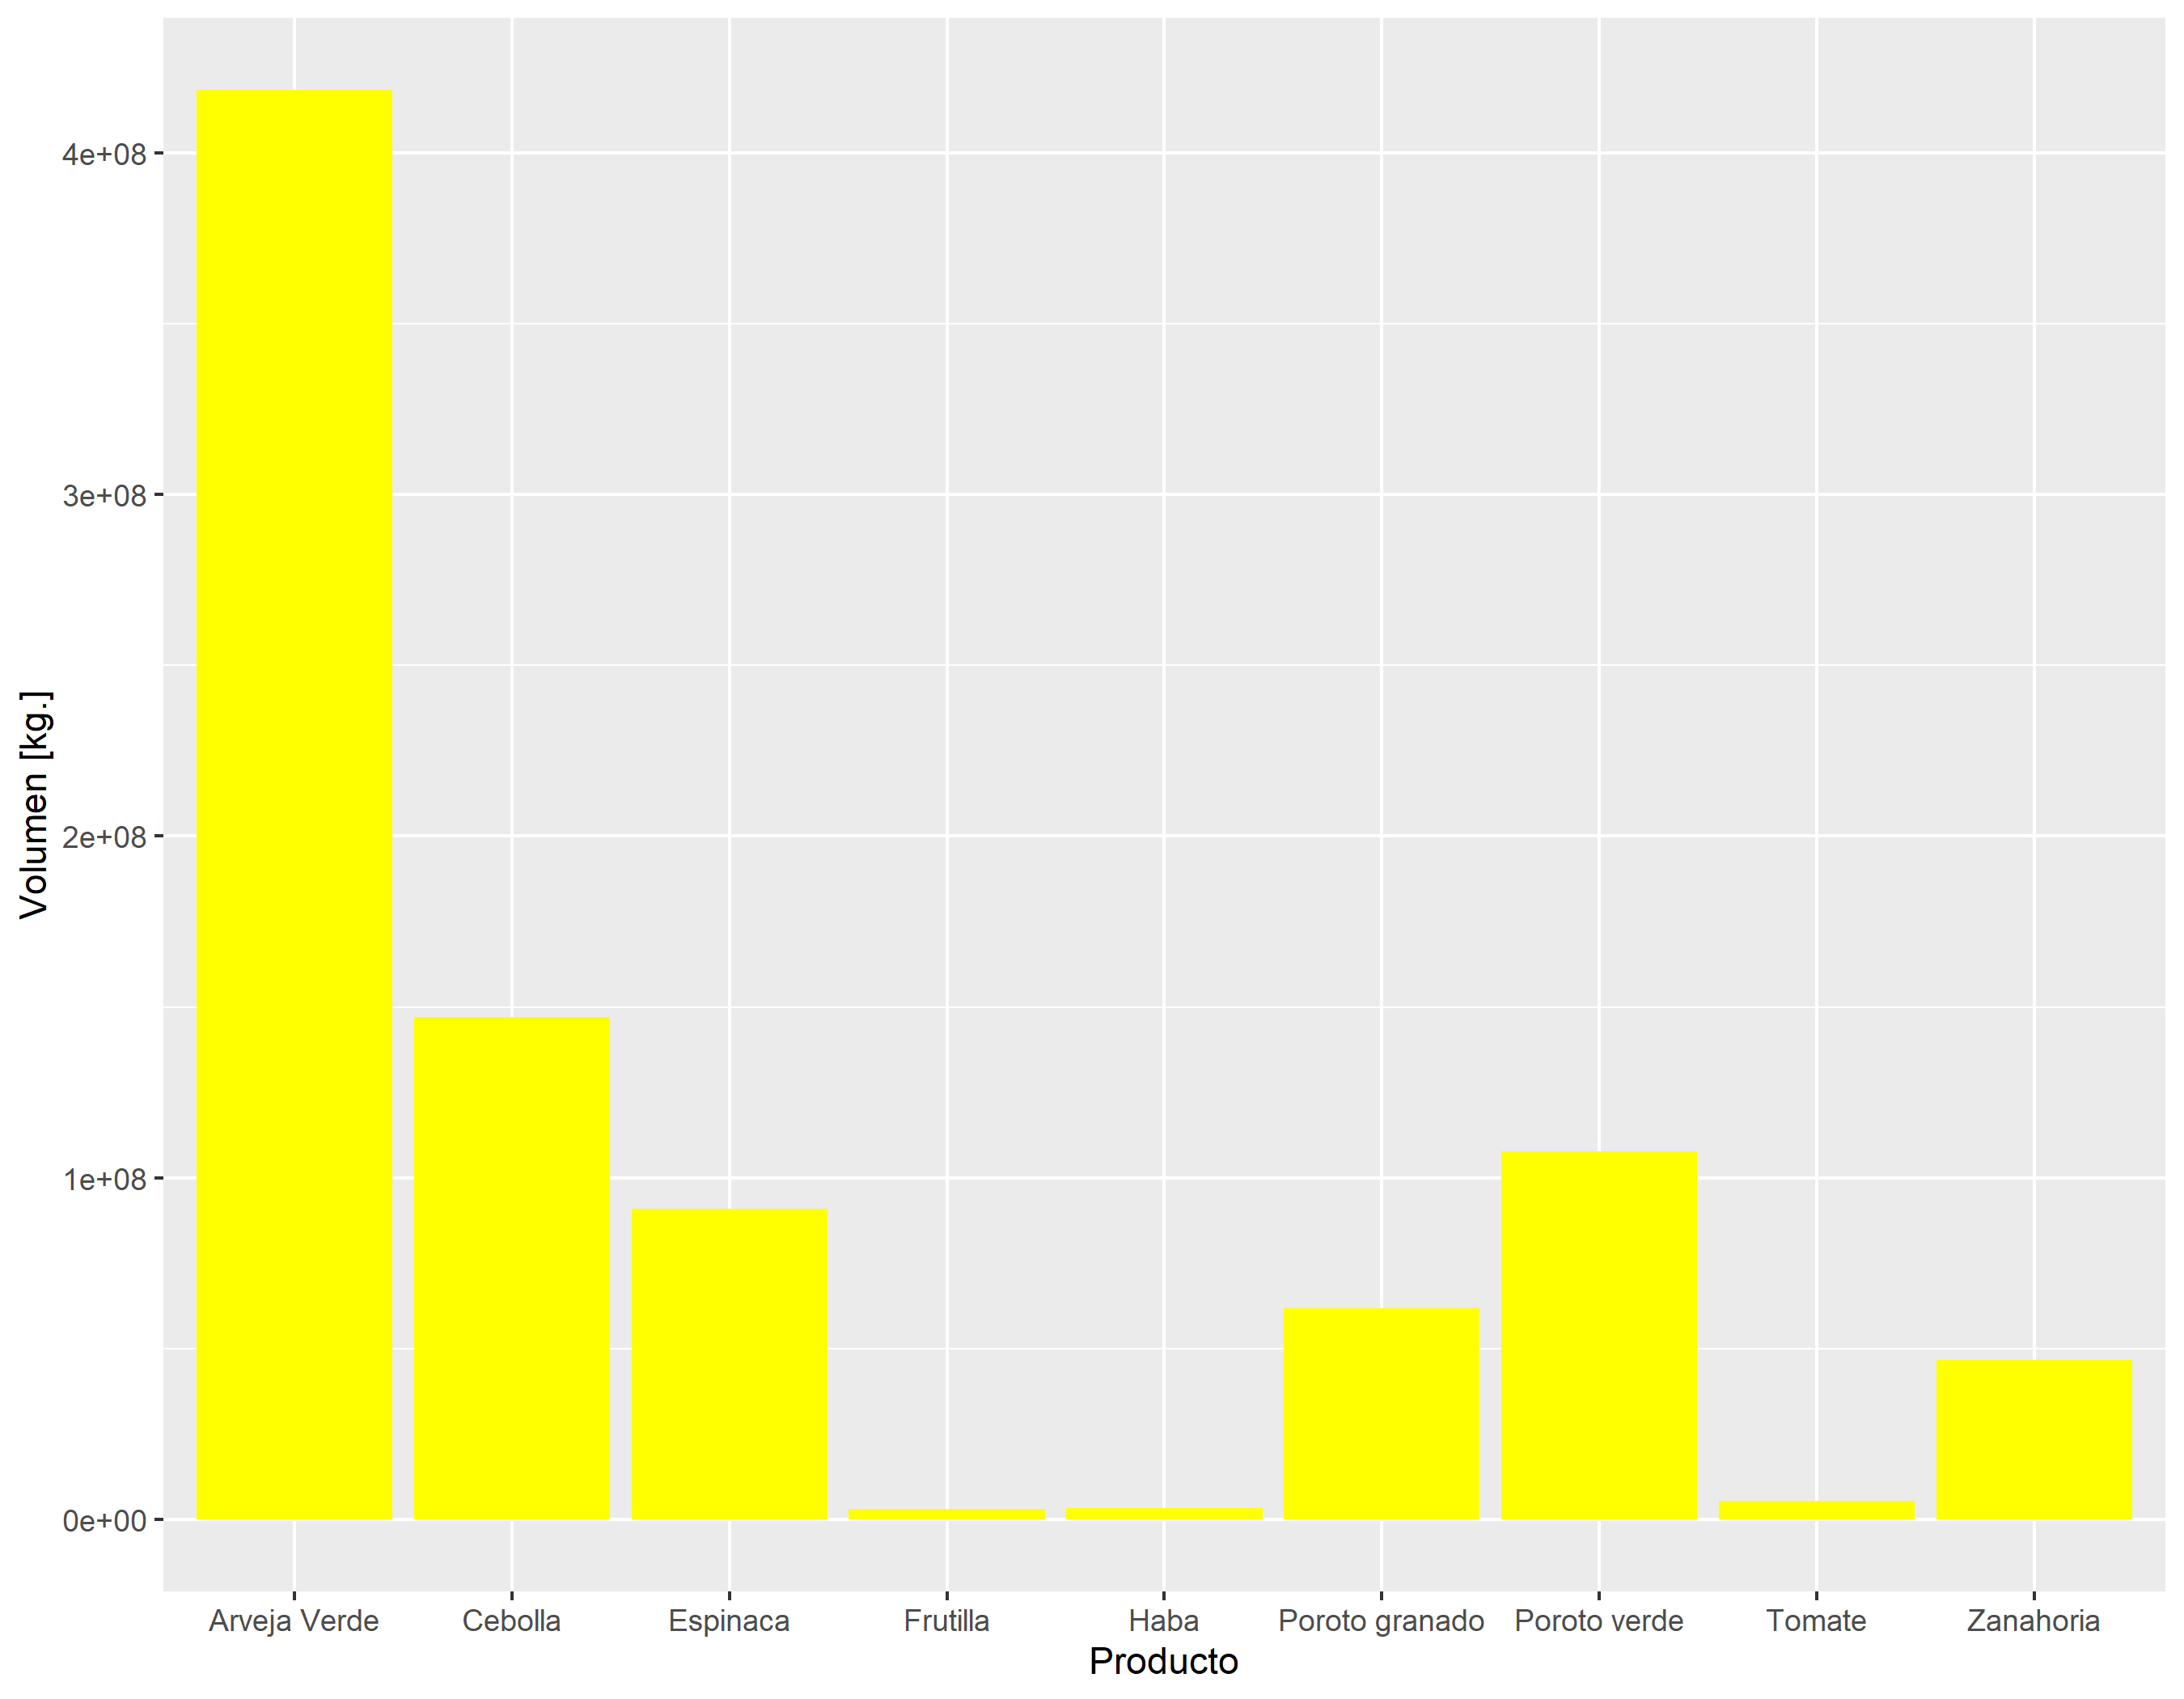 Volumen [kg.]
4e+08
3e+08
2e+08
1e+08
0e+00
Arveja Verde
Cebolla
Espinaca
Frutilla
Haba
Poroto granado
Poroto verde
Tomate
Zanahoria
Producto